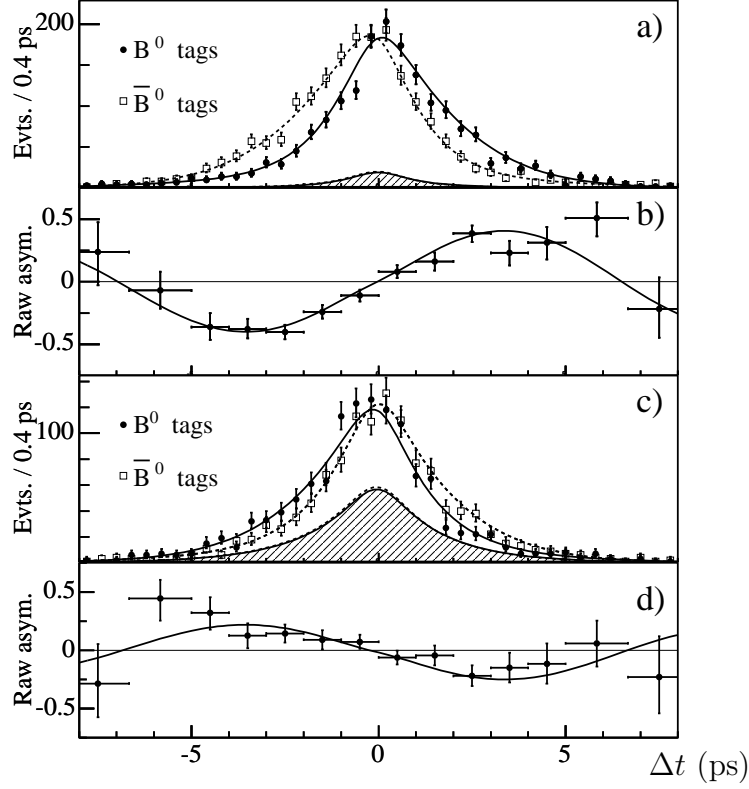 200
a)
Evts. / 0.4 ps
B⁰ tags
B̅⁰ tags
b)
Raw asym.
0.5
0
-0.5
c)
Evts. / 0.4 ps
100
B⁰ tags
B̅⁰ tags
d)
Raw asym.
0.5
0
-0.5
-5 0 5
Δt (ps)